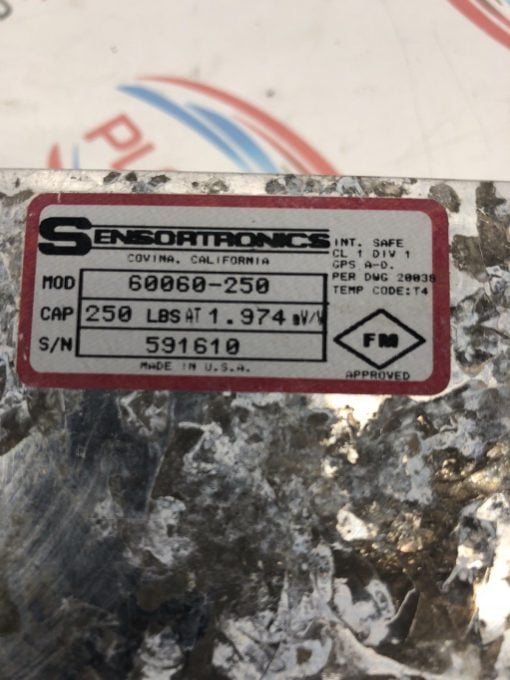 SENSORTRONICS
COVINA, CALIFORNIA
INT. SAFE
CL 1 DIV 1
GPS A-D.
PER DWG 20038
TEMP CODE:T4
MOD 60060-250
CAP 250 LBS AT 1.974 mV/V
S/N 591610
MADE IN U.S.A.
FM
APPROVED